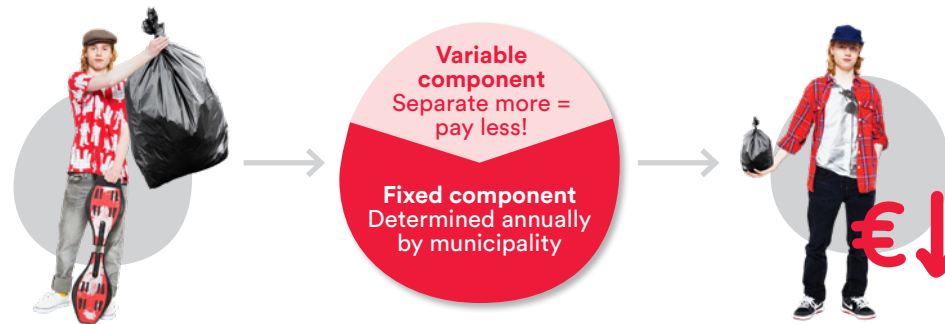 Variable
component
Separate more =
pay less!
Fixed component
Determined annually
by municipality
€